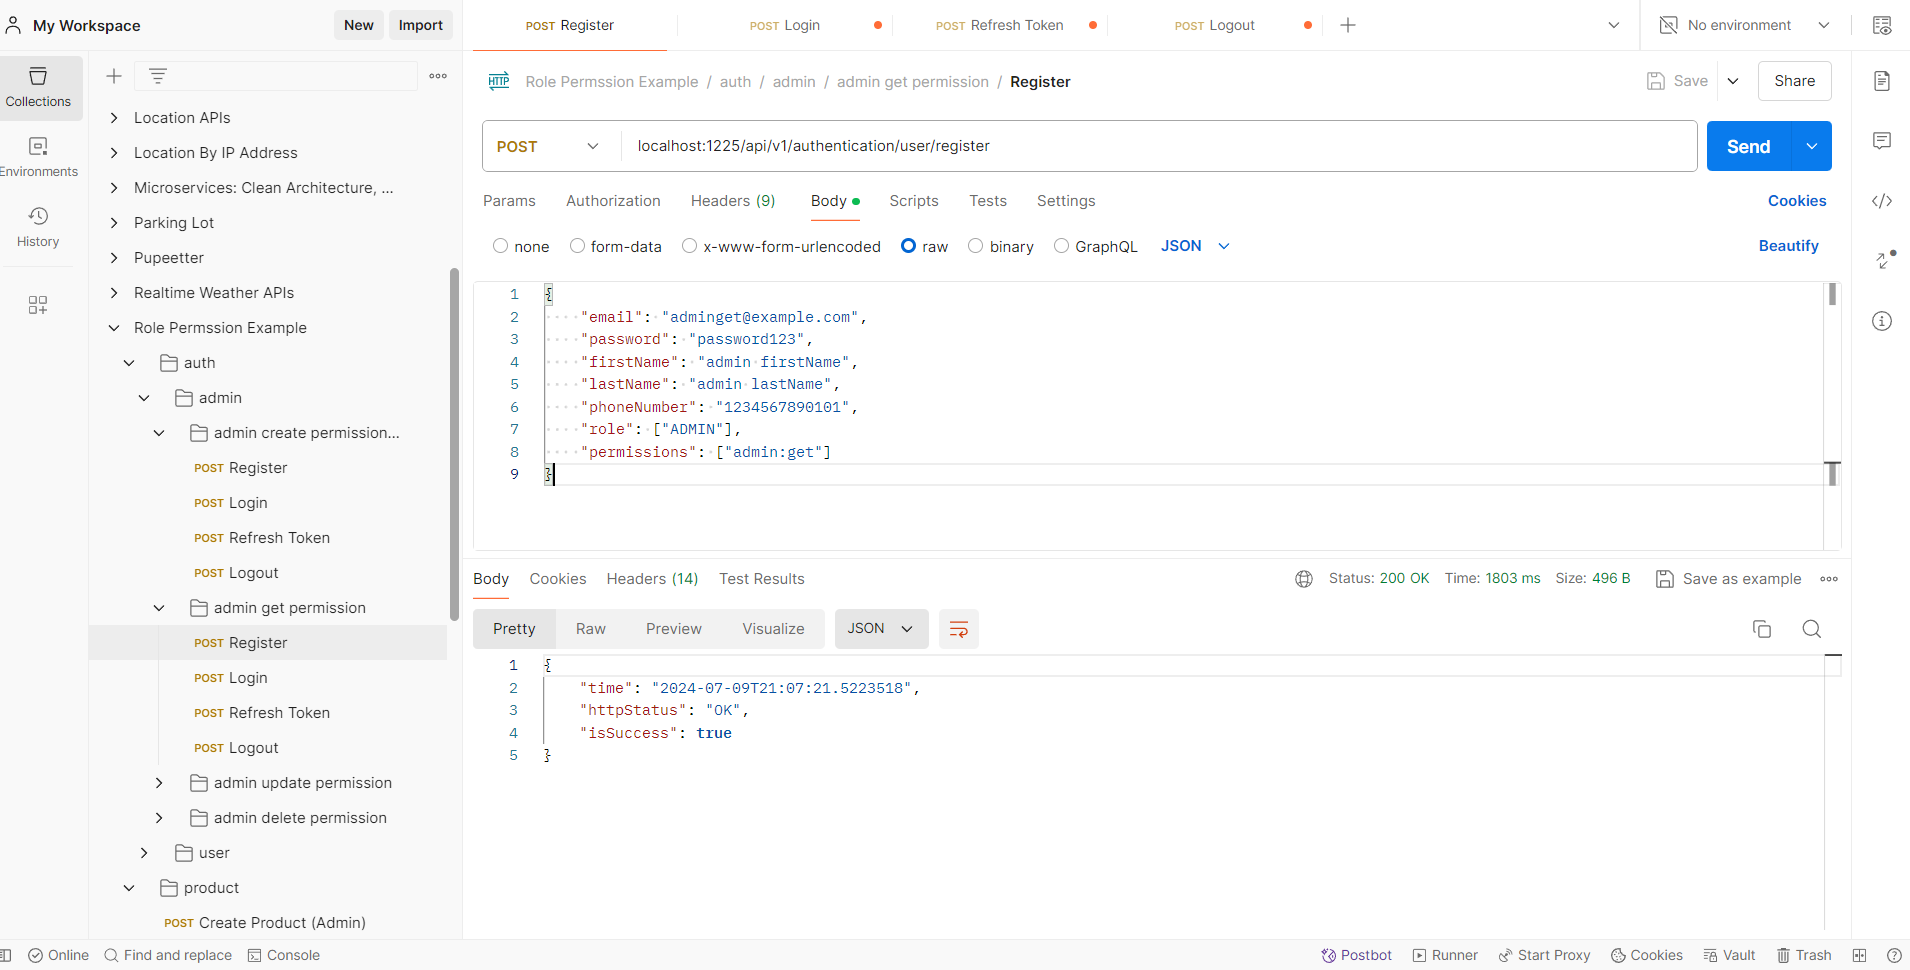 My Workspace
New
Import
POST Register
POST Login
POST Refresh Token
POST Logout
No environment
Collections
Environments
History
Location APIs
Location By IP Address
Microservices: Clean Architecture, ...
Parking Lot
Pupeetter
Realtime Weather APIs
Role Permssion Example
auth
admin
admin create permission...
POST Register
POST Login
POST Refresh Token
POST Logout
admin get permission
POST Register
POST Login
POST Refresh Token
POST Logout
admin update permission
admin delete permission
user
product
POST Create Product (Admin)
HTTP Role Permssion Example / auth / admin / admin get permission / Register
Save
Share
POST
localhost:1225/api/v1/authentication/user/register
Send
Params Authorization Headers (9) Body Scripts Tests Settings
Cookies
none form-data x-www-form-urlencoded raw binary GraphQL JSON
Beautify
1 {
2 "email": "adminget@example.com",
3 "password": "password123",
4 "firstName": "admin firstName",
5 "lastName": "admin lastName",
6 "phoneNumber": "1234567890101",
7 "role": ["ADMIN"],
8 "permissions": ["admin:get"]
9 }
Body Cookies Headers (14) Test Results
Status: 200 OK Time: 1803 ms Size: 496 B
Save as example
Pretty Raw Preview Visualize JSON
1 {
2 "time": "2024-07-09T21:07:21.5223518",
3 "httpStatus": "OK",
4 "isSuccess": true
5 }
Online Find and replace Console
Postbot Runner Start Proxy Cookies Vault Trash